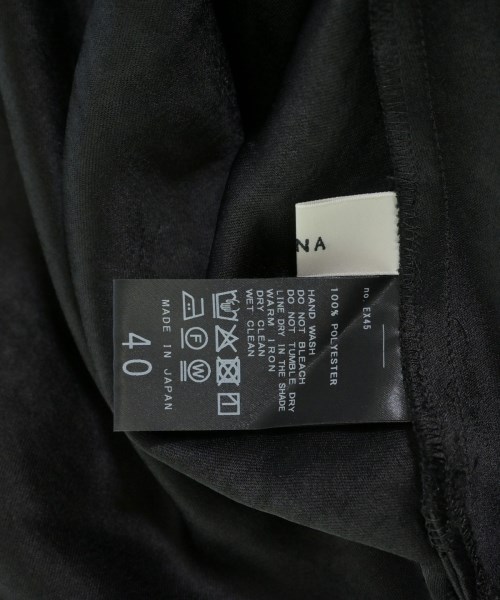 NA
no. EX45
100% POLYESTER
HAND WASH
DO NOT BLEACH
DO NOT TUMBLE DRY
LINE DRY IN THE SHADE
WARM IRON
DRY CLEAN
WET CLEAN
F W
MADE IN JAPAN
40